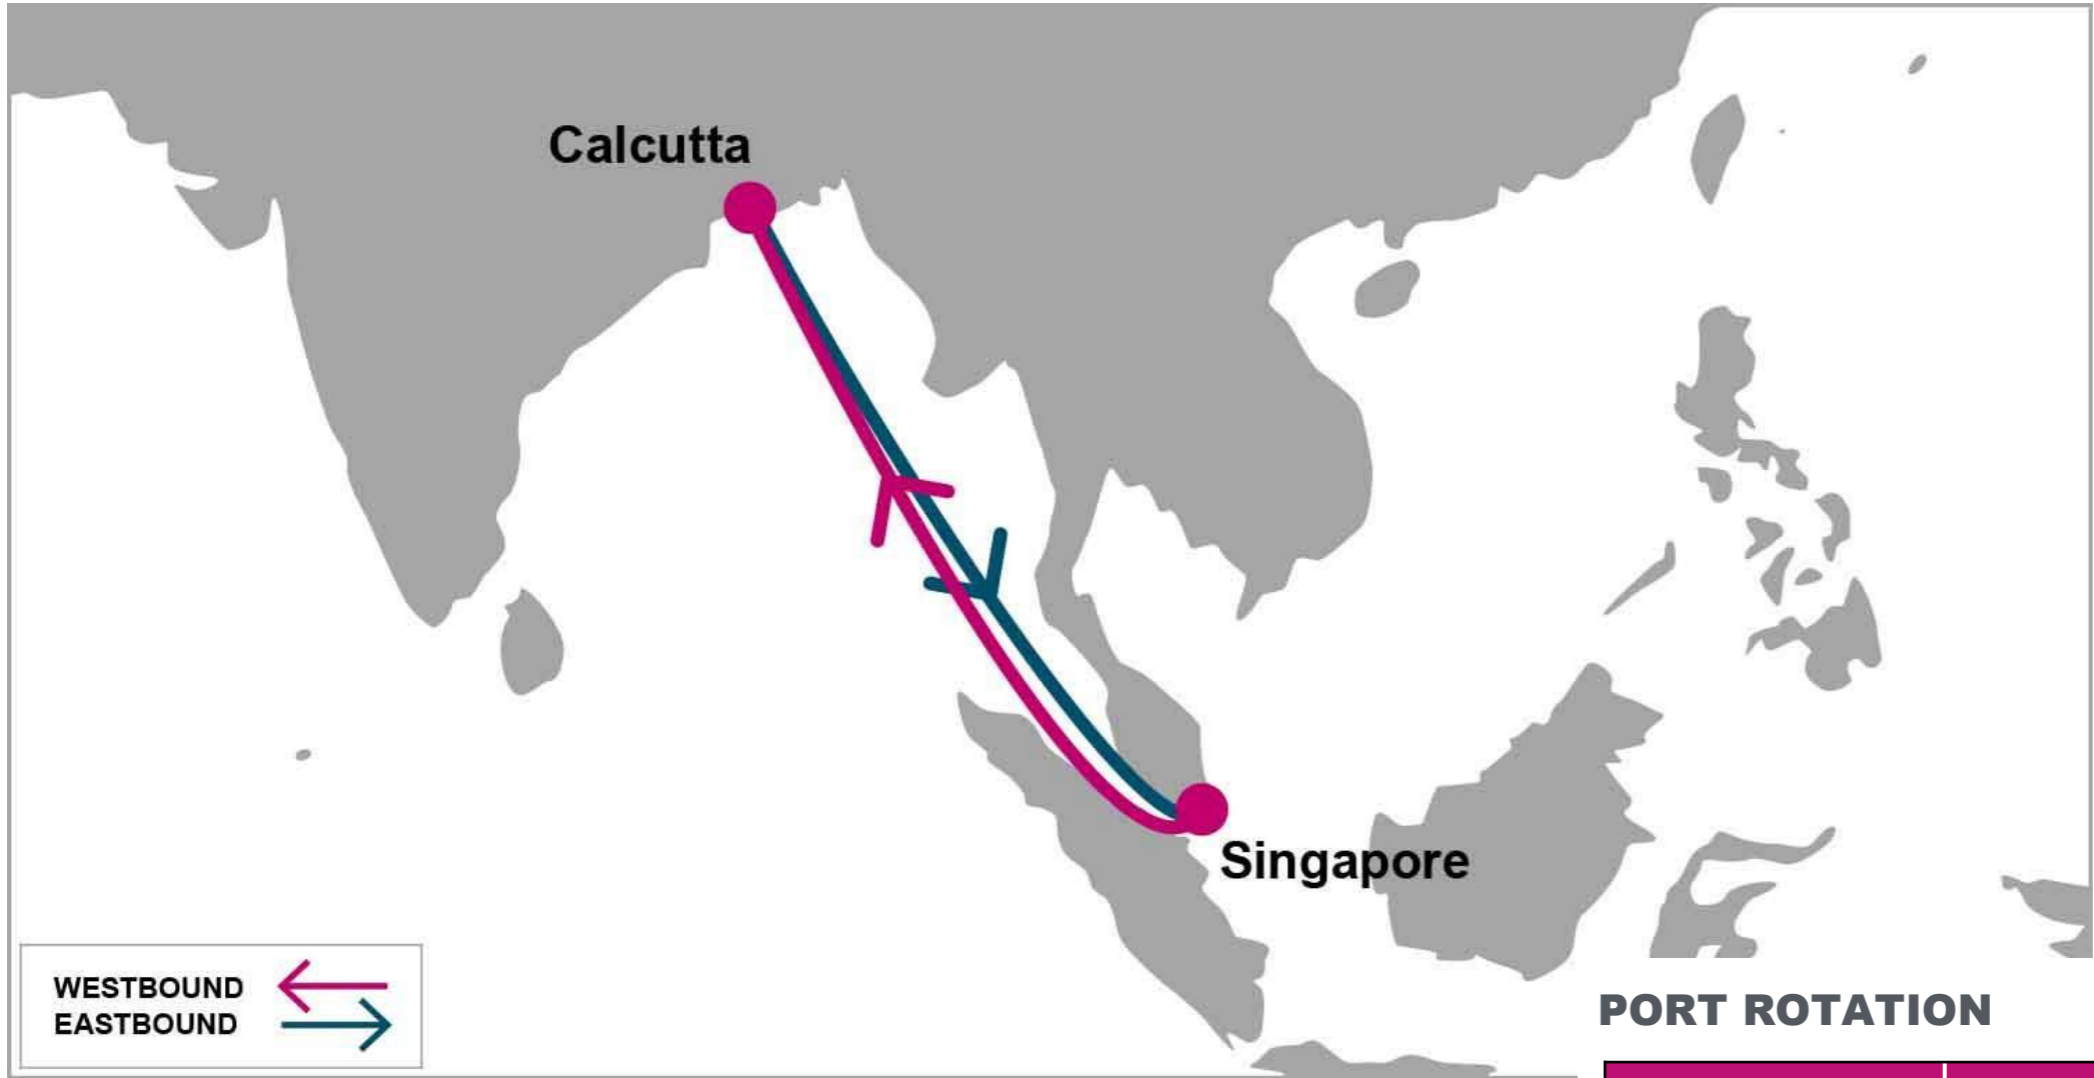 Calcutta
Singapore
WESTBOUND
EASTBOUND
PORT ROTATION